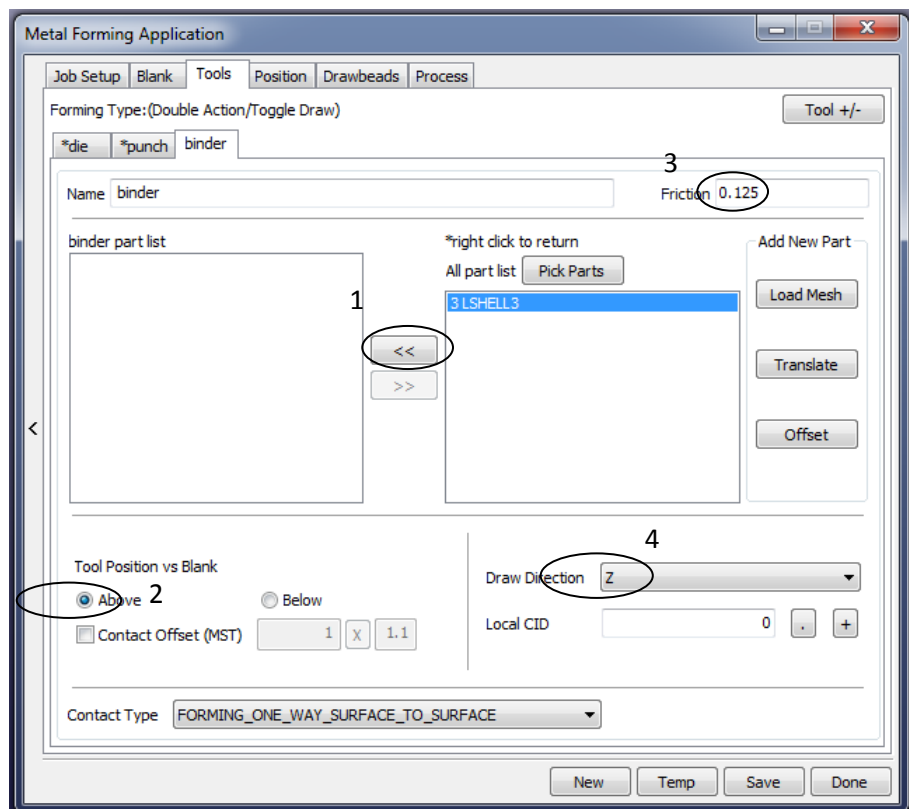 Metal Forming Application
Job Setup Blank Tools Position Drawbeads Process
Forming Type:(Double Action/Toggle Draw) Tool +/-
*die *punch binder
3
Name binder Friction 0.125
binder part list *right click to return Add New Part
All part list Pick Parts
3 LSHELL3 Load Mesh
1
<<
Translate
>>
<
Offset
4
Tool Position vs Blank
Draw Direction Z
Above 2 Below
Contact Offset (MST) 1 X 1.1 Local CID 0 . +
Contact Type FORMING_ONE_WAY_SURFACE_TO_SURFACE
New Temp Save Done